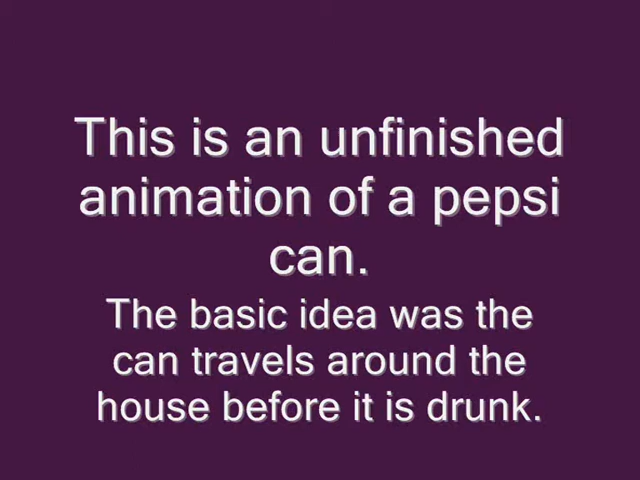 This is an unfinished
animation of a pepsi
can.
The basic idea was the
can travels around the
house before it is drunk.